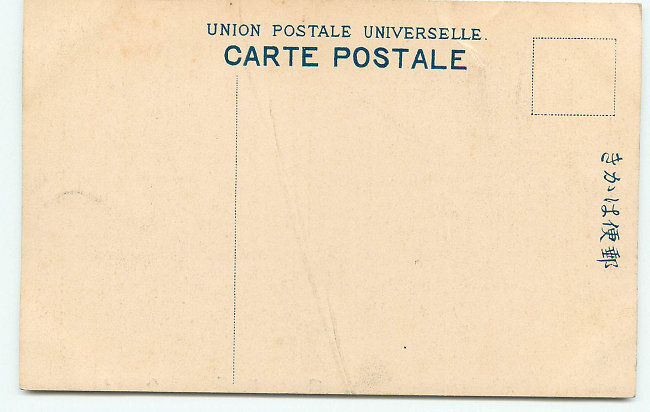 UNION POSTALE UNIVERSELLE.
CARTE POSTALE
郵便はかき